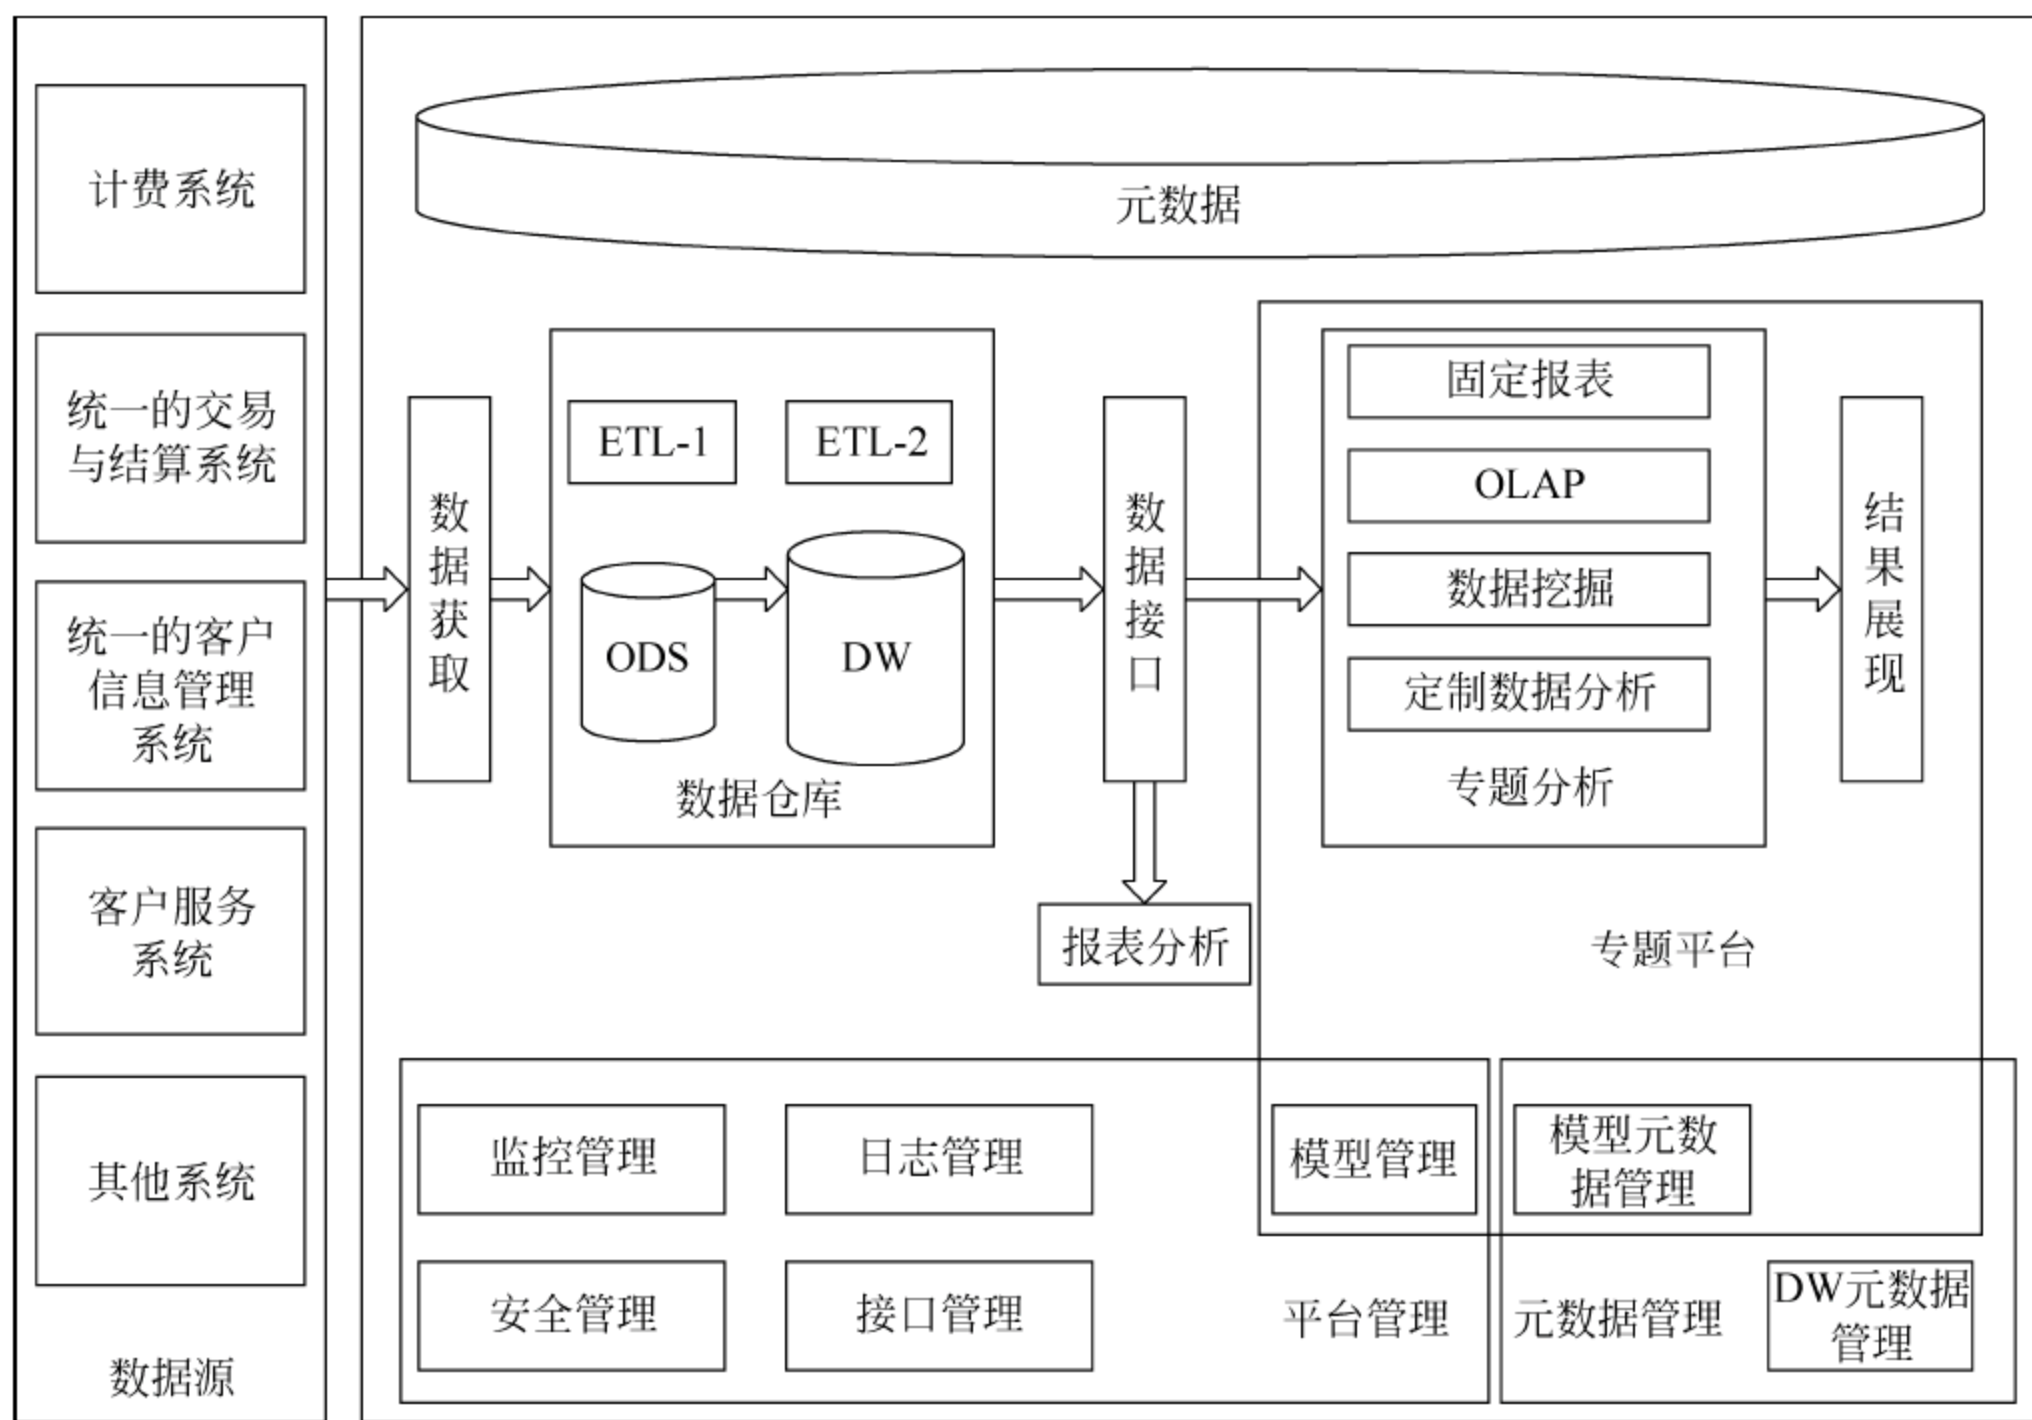 计费系统
统一的交易
与结算系统
统一的客户
信息管理
系统
客户服务
系统
其他系统
数据源
元数据
数据获取
ETL-1
ETL-2
ODS
DW
数据仓库
数据接口
报表分析
固定报表
OLAP
数据挖掘
定制数据分析
专题分析
结果展现
专题平台
监控管理
日志管理
模型管理
安全管理
接口管理
平台管理
模型元数
据管理
元数据管理
DW元数据
管理